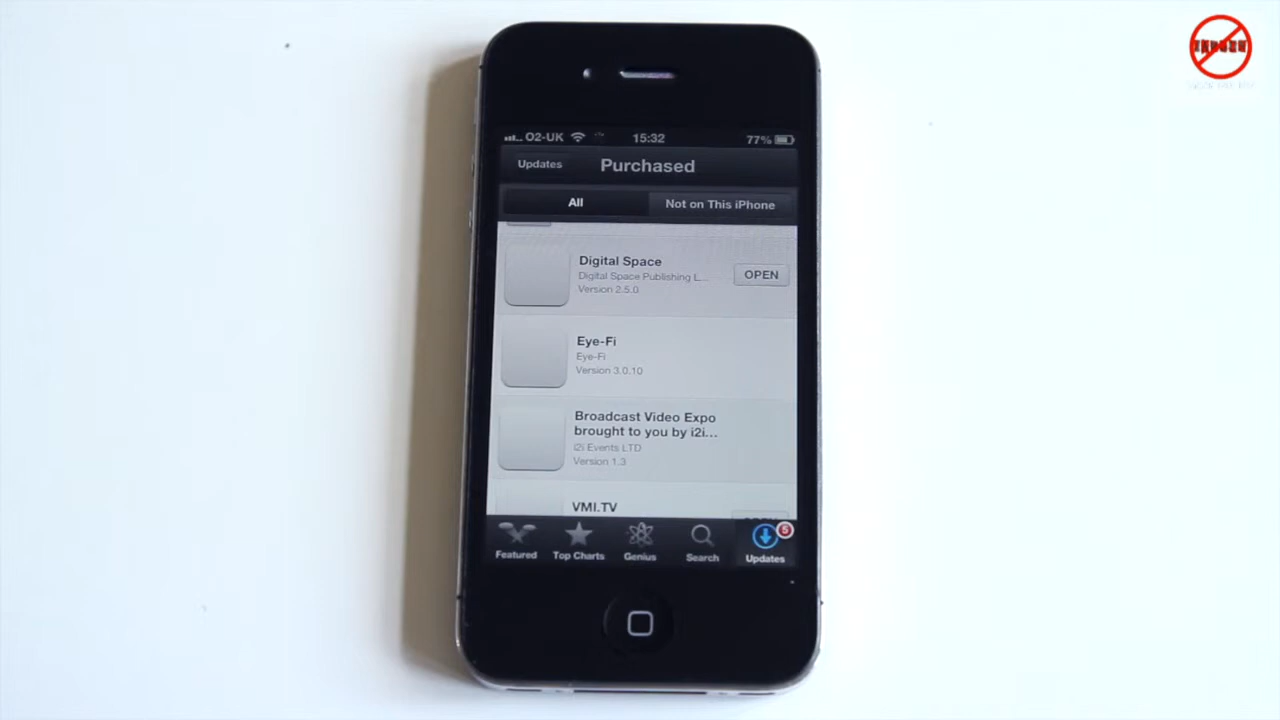 O2-UK
15:32
77%
Updates
Purchased
All
Not on This iPhone
Digital Space
Digital Space Publishing L...
Version 2.5.0
OPEN
Eye-Fi
Eye-Fi
Version 3.0.10
Broadcast Video Expo
brought to you by i2i...
i2i Events LTD
Version 1.3
VMI.TV
Featured
Top Charts
Genius
Search
5
Updates